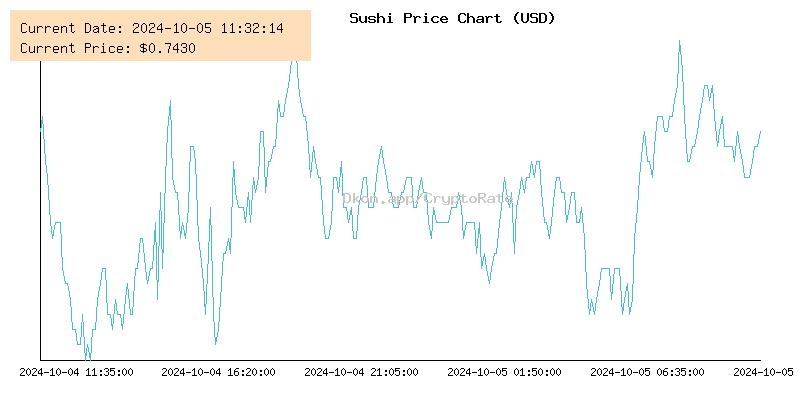 Sushi Price Chart (USD)
Current Date: 2024-10-05 11:32:14
Current Price: $0.7430
Okon.app/CryptoRate
2024-10-04 11:35:00 2024-10-04 16:20:00 2024-10-04 21:05:00 2024-10-05 01:50:00 2024-10-05 06:35:00 2024-10-05